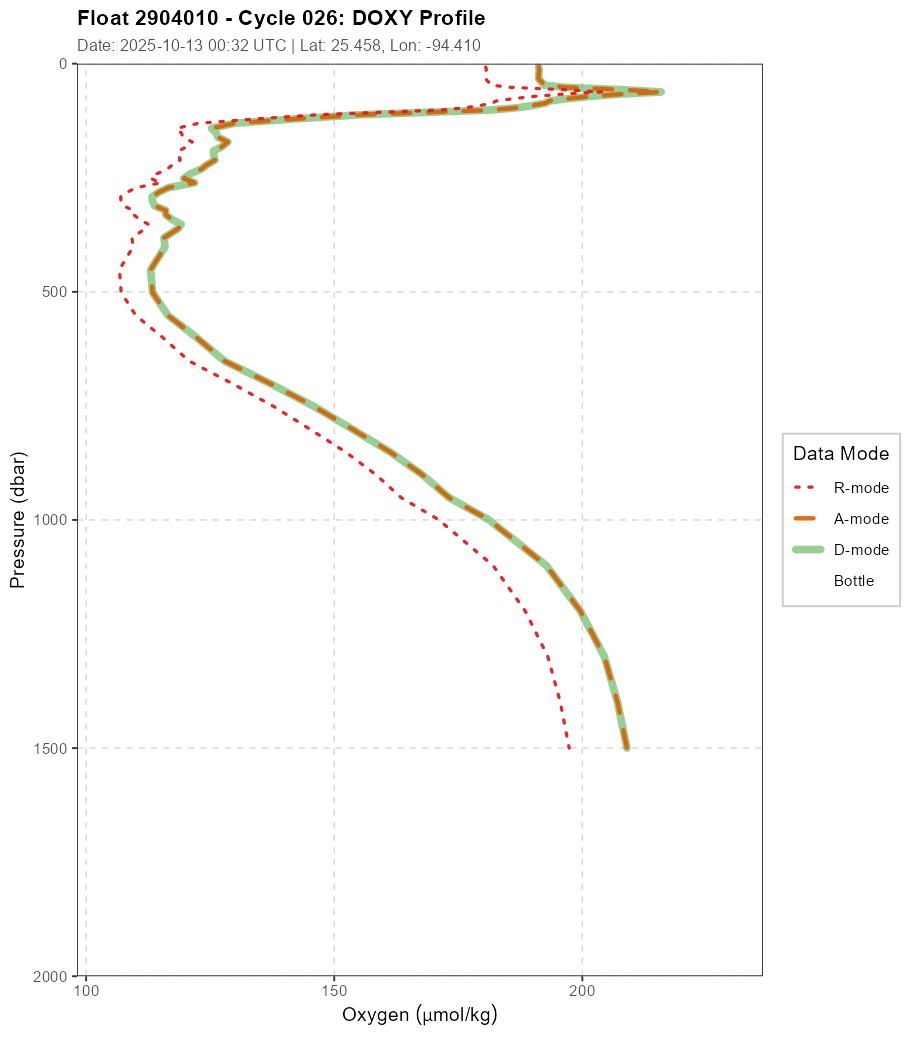 Float 2904010 - Cycle 026: DOXY Profile
Date: 2025-10-13 00:32 UTC | Lat: 25.458, Lon: -94.410
0
500
1000
1500
2000
Pressure (dbar)
100
150
200
Oxygen (μmol/kg)
Data Mode
R-mode
A-mode
D-mode
Bottle